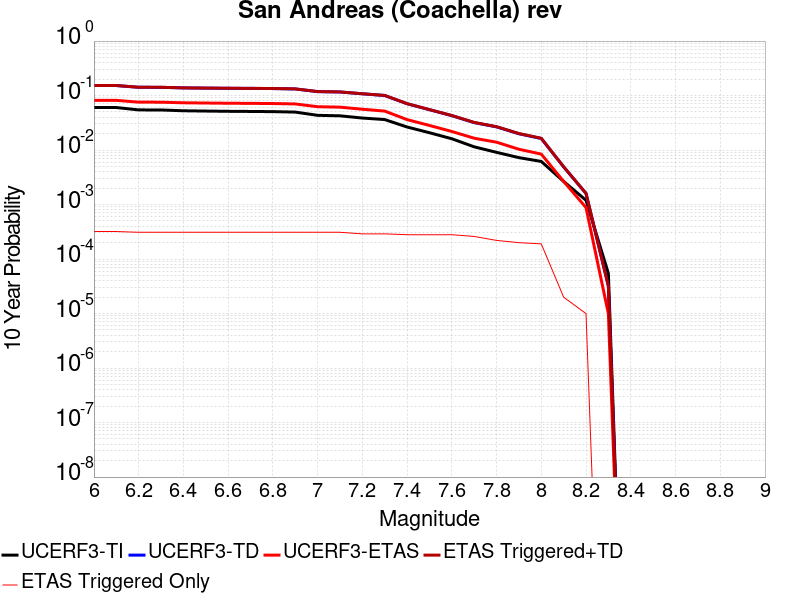 San Andreas (Coachella) rev
10^0
10^-1
10^-2
10^-3
10^-4
10^-5
10^-6
10^-7
10^-8
10 Year Probability
6 6.2 6.4 6.6 6.8 7 7.2 7.4 7.6 7.8 8 8.2 8.4 8.6 8.8 9
Magnitude
UCERF3-TI UCERF3-TD UCERF3-ETAS ETAS Triggered+TD
ETAS Triggered Only